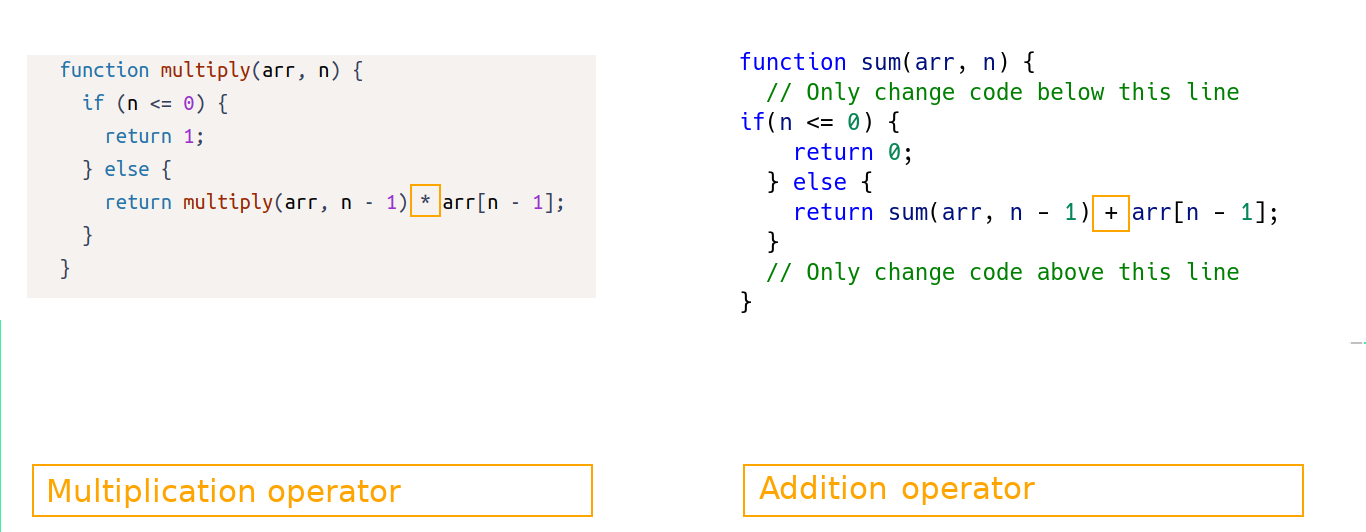 function multiply(arr, n) {
  if (n <= 0) {
    return 1;
  } else {
    return multiply(arr, n - 1) * arr[n - 1];
  }
}
function sum(arr, n) {
  // Only change code below this line
if(n <= 0) {
    return 0;
  } else {
    return sum(arr, n - 1) + arr[n - 1];
  }
  // Only change code above this line
}
Multiplication operator
Addition operator